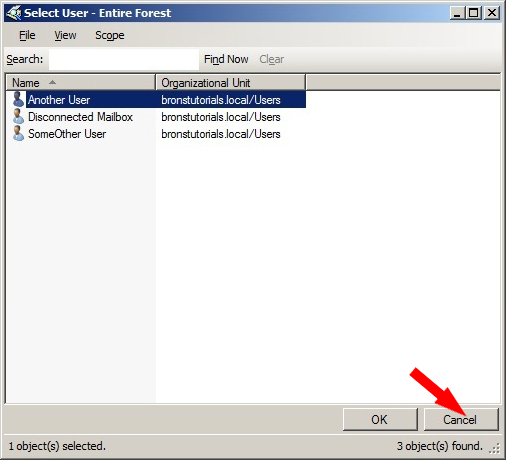 Select User - Entire Forest
File View Scope
Search: Find Now Clear
Name Organizational Unit
Another User bronstutorials.local/Users
Disconnected Mailbox bronstutorials.local/Users
SomeOther User bronstutorials.local/Users
OK Cancel
1 object(s) selected. 3 object(s) found.